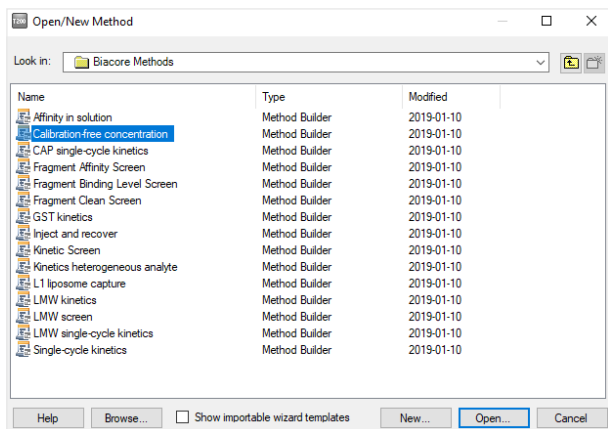 T200 Open/New Method
Look in: Biacore Methods
Name Type Modified
Affinity in solution Method Builder 2019-01-10
Calibration-free concentration Method Builder 2019-01-10
CAP single-cycle kinetics Method Builder 2019-01-10
Fragment Affinity Screen Method Builder 2019-01-10
Fragment Binding Level Screen Method Builder 2019-01-10
Fragment Clean Screen Method Builder 2019-01-10
GST kinetics Method Builder 2019-01-10
Inject and recover Method Builder 2019-01-10
Kinetic Screen Method Builder 2019-01-10
Kinetics heterogeneous analyte Method Builder 2019-01-10
L1 liposome capture Method Builder 2019-01-10
LMW kinetics Method Builder 2019-01-10
LMW screen Method Builder 2019-01-10
LMW single-cycle kinetics Method Builder 2019-01-10
Single-cycle kinetics Method Builder 2019-01-10
Help Browse... Show importable wizard templates New... Open... Cancel